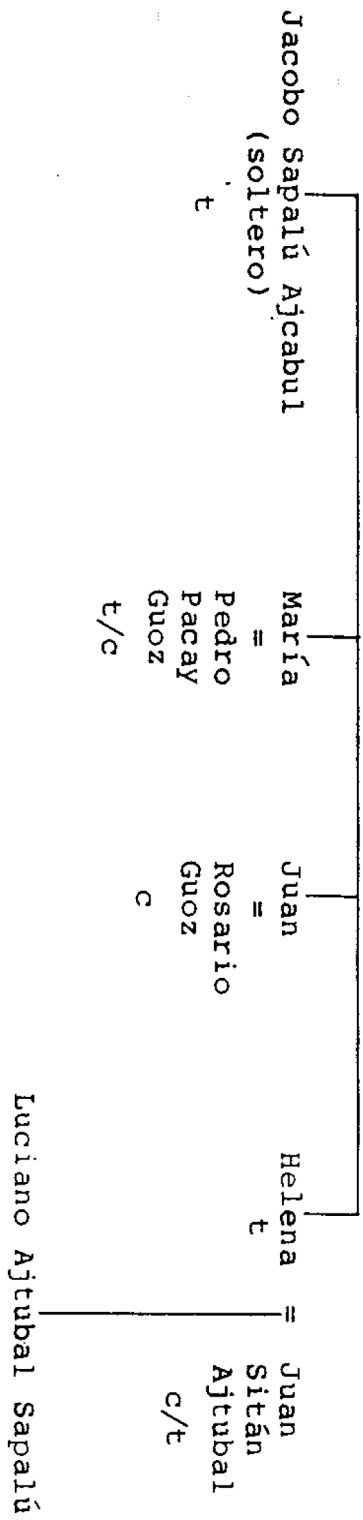 Jacobo Sapalú Ajcabul
(soltero)
t
María
=
Pedro
Pacay
Guoz
t/c
Juan
=
Rosario
Guoz
c
Helena
t
=
Juan
Sitán
Ajtubal
c/t
Luciano Ajtubal Sapalú